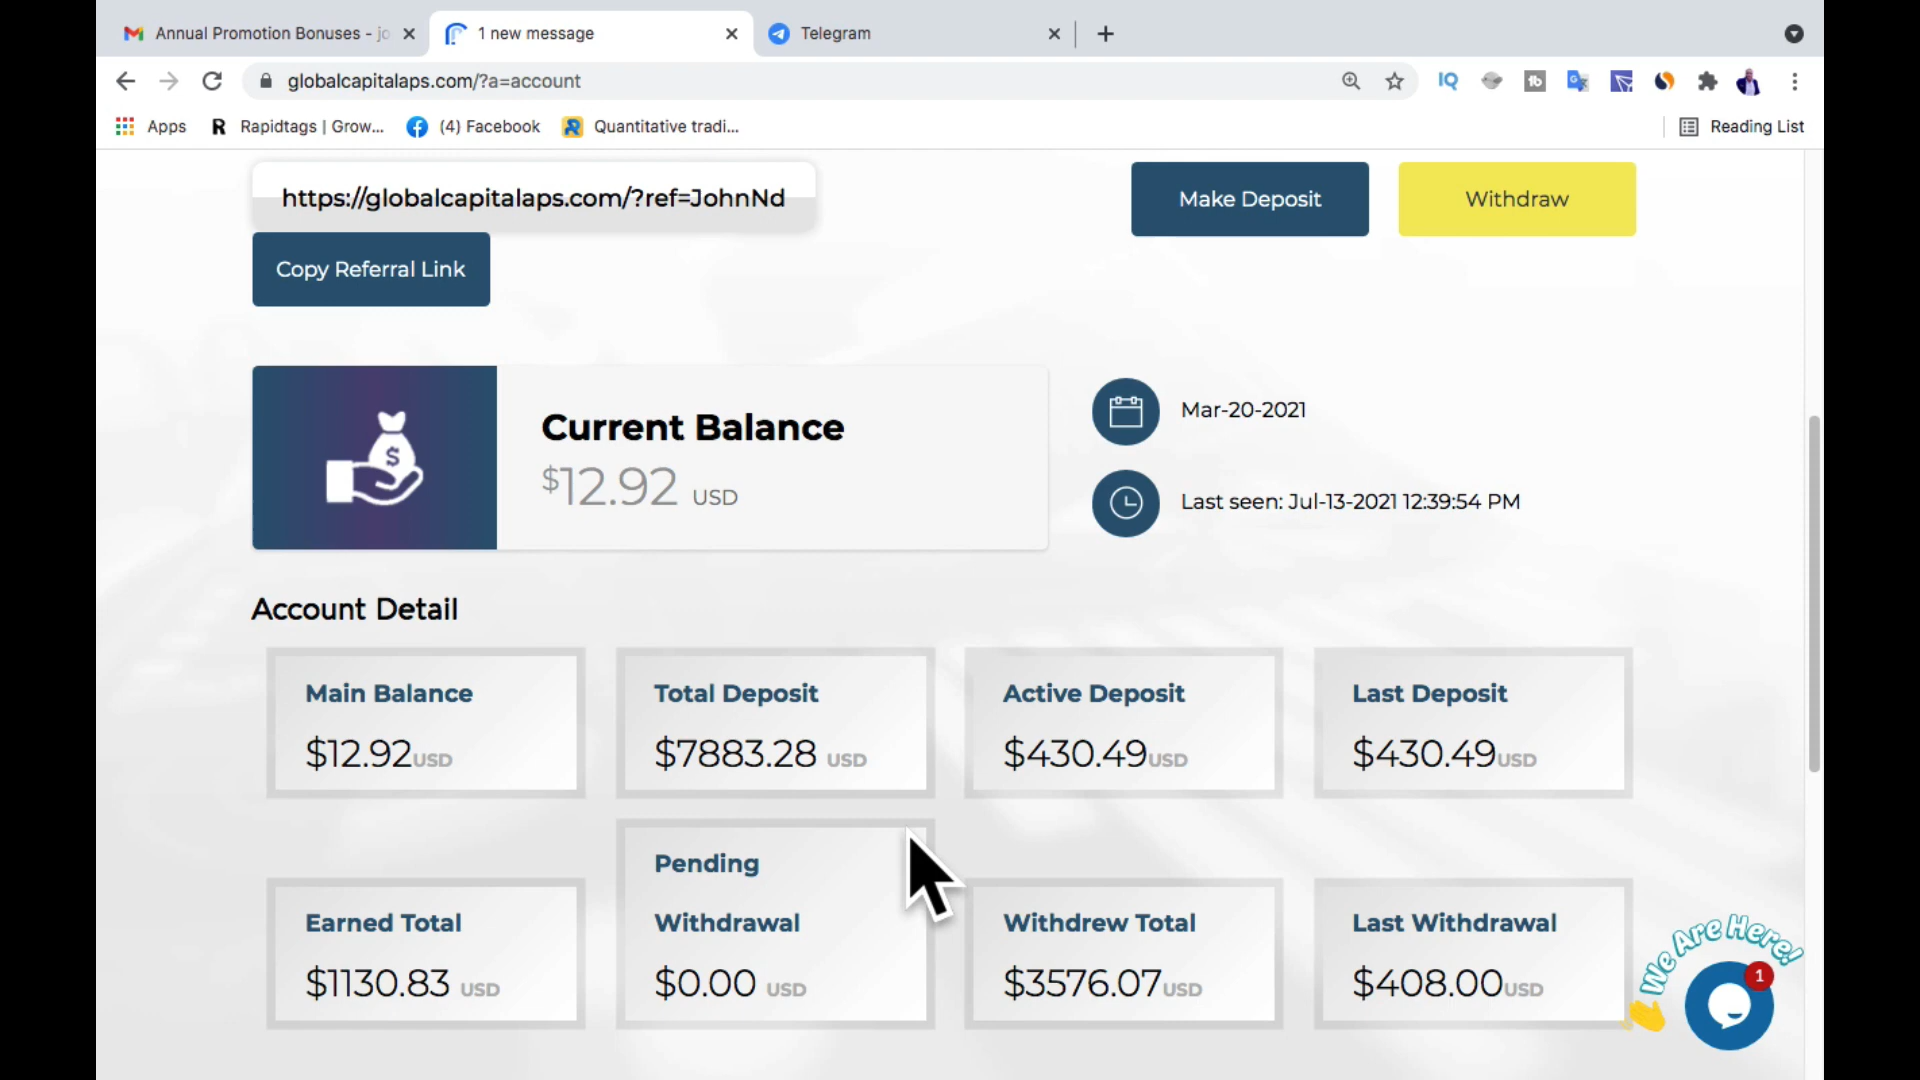 Annual Promotion Bonuses - jo
1 new message
Telegram
globalcapitalaps.com/?a=account
IQ
tb
Apps
R Rapidtags | Grow...
(4) Facebook
Quantitative tradi...
Reading List
https://globalcapitalaps.com/?ref=JohnNd
Make Deposit
Withdraw
Copy Referral Link
Current Balance
$12.92 USD
Mar-20-2021
Last seen: Jul-13-2021 12:39:54 PM
Account Detail
Main Balance
$12.92USD
Total Deposit
$7883.28 USD
Active Deposit
$430.49USD
Last Deposit
$430.49USD
Earned Total
$1130.83 USD
Pending
Withdrawal
$0.00 USD
Withdrew Total
$3576.07USD
Last Withdrawal
$408.00USD
We Are Here!
1